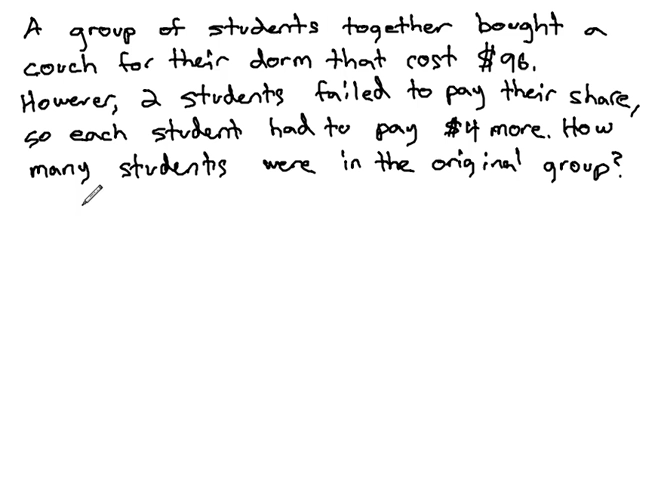 A group of students together bought a
couch for their dorm that cost $96.
However, 2 students failed to pay their share,
so each student had to pay $4 more. How
many students were in the original group?